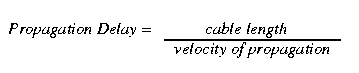 Propagation Delay = cable length
velocity of propagation